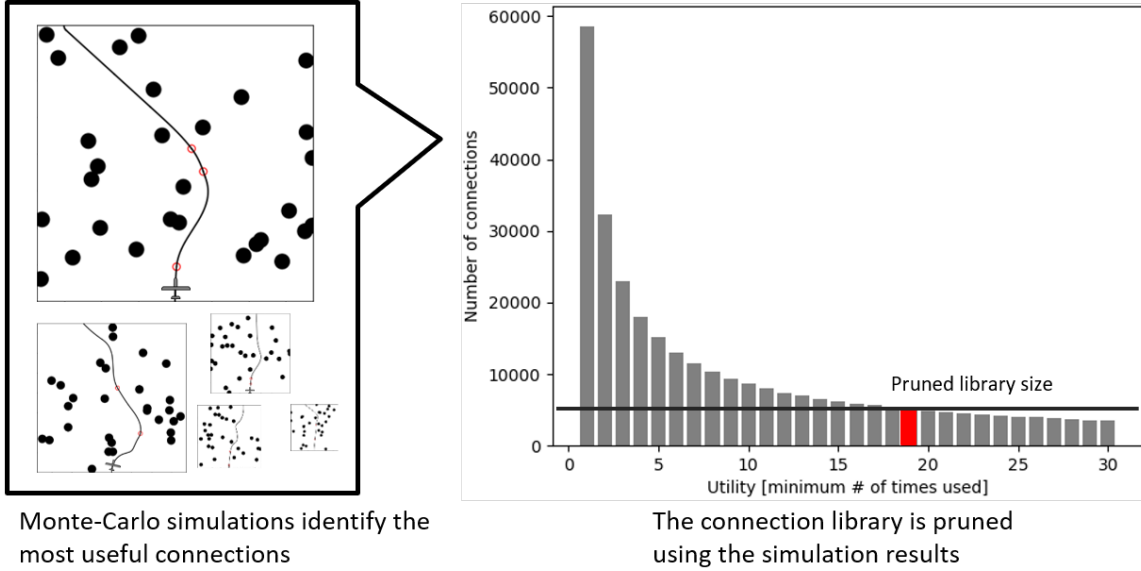 60000
50000
40000
30000
20000
10000
0
Number of connections
Pruned library size
0 5 10 15 20 25 30
Utility [minimum # of times used]
Monte-Carlo simulations identify the
most useful connections
The connection library is pruned
using the simulation results